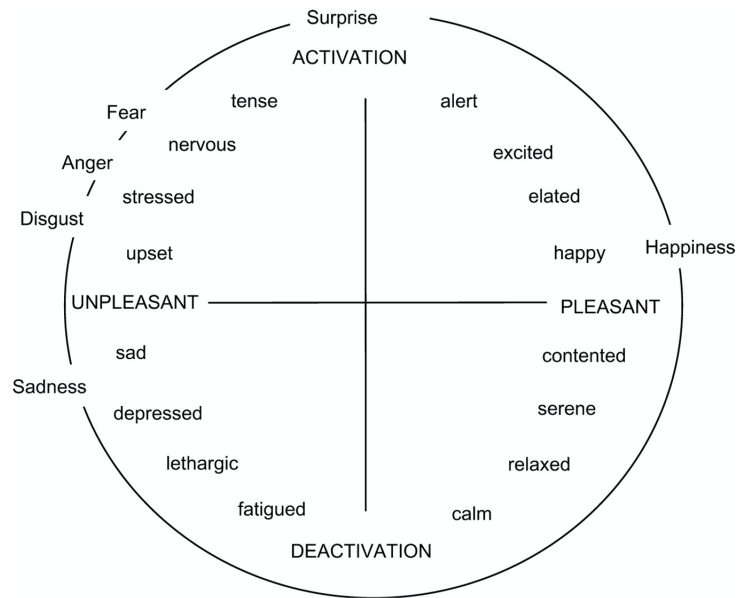 Surprise
ACTIVATION
tense
alert
Fear
nervous
excited
Anger
stressed
elated
Disgust
upset
happy
Happiness
UNPLEASANT
PLEASANT
sad
contented
Sadness
depressed
serene
lethargic
relaxed
fatigued
calm
DEACTIVATION